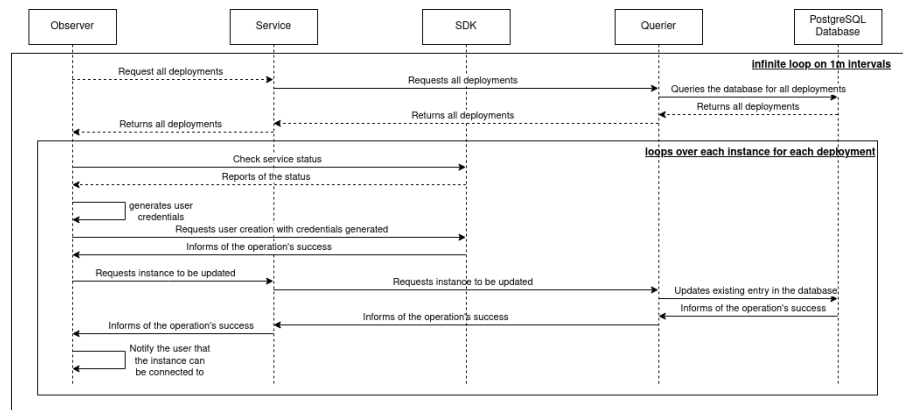 Observer
Service
SDK
Querier
PostgreSQL
Database
infinite loop on 1m intervals
Request all deployments
Requests all deployments
Queries the database for all deployments
Returns all deployments
Returns all deployments
Returns all deployments
loops over each instance for each deployment
Check service status
Reports of the status
generates user
credentials
Requests user creation with credentials generated
Informs of the operation's success
Requests instance to be updated
Requests instance to be updated
Updates existing entry in the database
Informs of the operation's success
Informs of the operation's success
Informs of the operation's success
Notify the user that
the instance can
be connected to